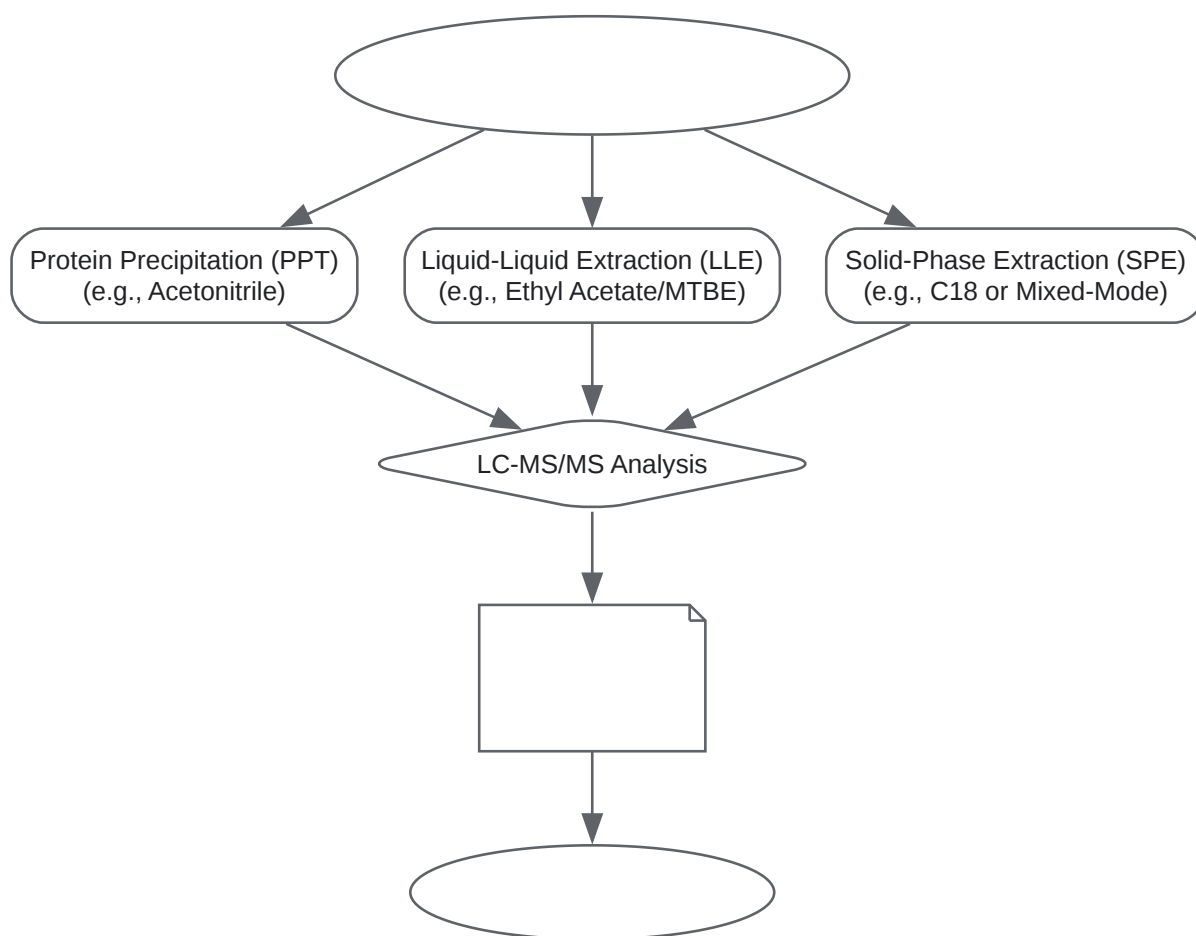 Protein Precipitation (PPT)
(e.g., Acetonitrile)
Liquid-Liquid Extraction (LLE)
(e.g., Ethyl Acetate/MTBE)
Solid-Phase Extraction (SPE)
(e.g., C18 or Mixed-Mode)
LC-MS/MS Analysis